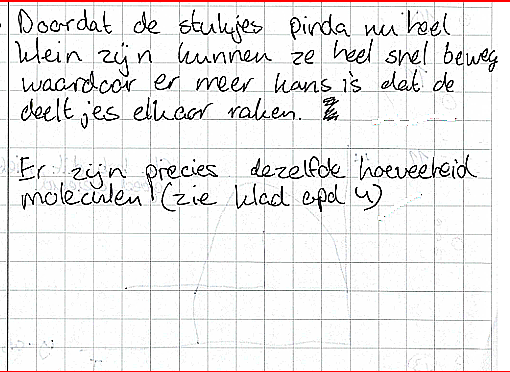 Doordat de stukjes pinda nu heel
klein zijn kunnen ze heel snel beweg
waardoor er meer kans is dat de
deeltjes elkaar raken.
Er zijn precies dezelfde hoeveelheid
moleculen (zie klad opd 4)